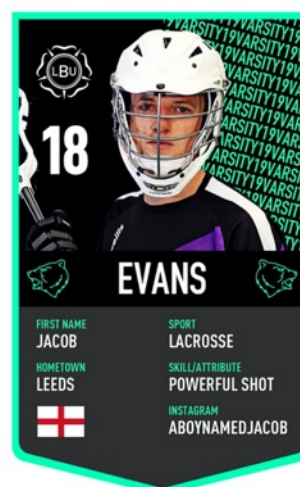 LBU
VARSITY19VARSITY19VARSITY19
18
EVANS
FIRST NAME
JACOB
SPORT
LACROSSE
HOMETOWN
LEEDS
SKILL/ATTRIBUTE
POWERFUL SHOT
INSTAGRAM
ABOYNAMEDJACOB